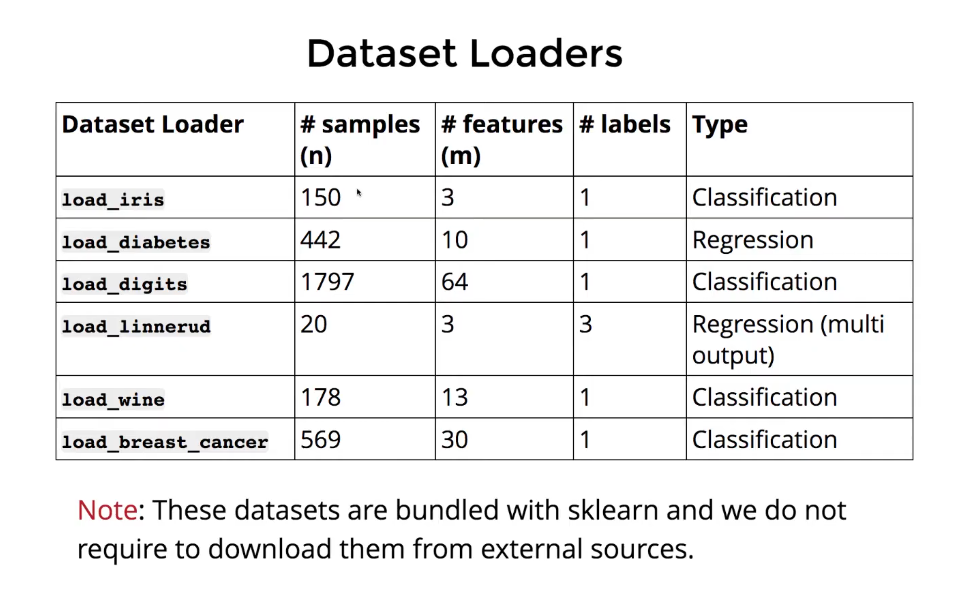 Dataset Loaders
Dataset Loader # samples (n) # features (m) # labels Type
load_iris 150 3 1 Classification
load_diabetes 442 10 1 Regression
load_digits 1797 64 1 Classification
load_linnerud 20 3 3 Regression (multi output)
load_wine 178 13 1 Classification
load_breast_cancer 569 30 1 Classification
Note: These datasets are bundled with sklearn and we do not
require to download them from external sources.